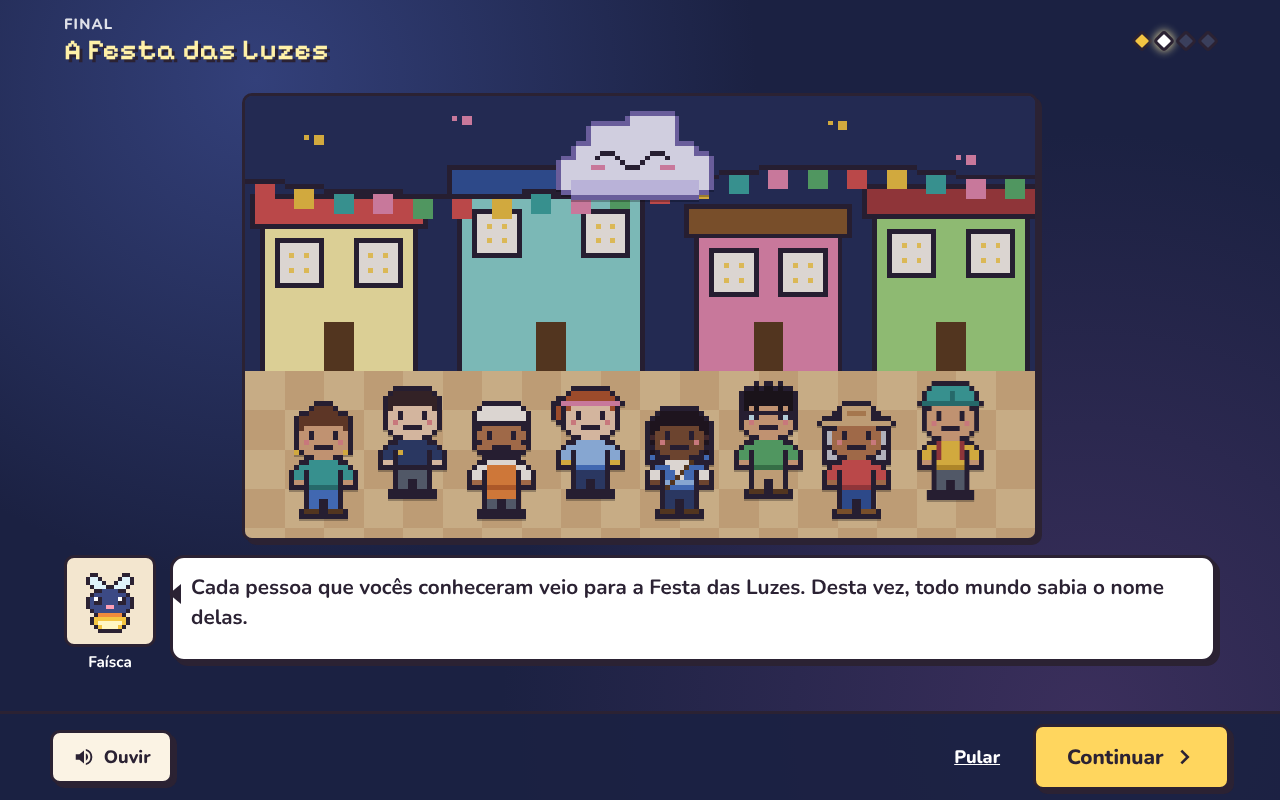 FINAL
A Festa das Luzes
Cada pessoa que vocês conheceram veio para a Festa das Luzes. Desta vez, todo mundo sabia o nome
delas.
Faísca
Ouvir
Pular
Continuar